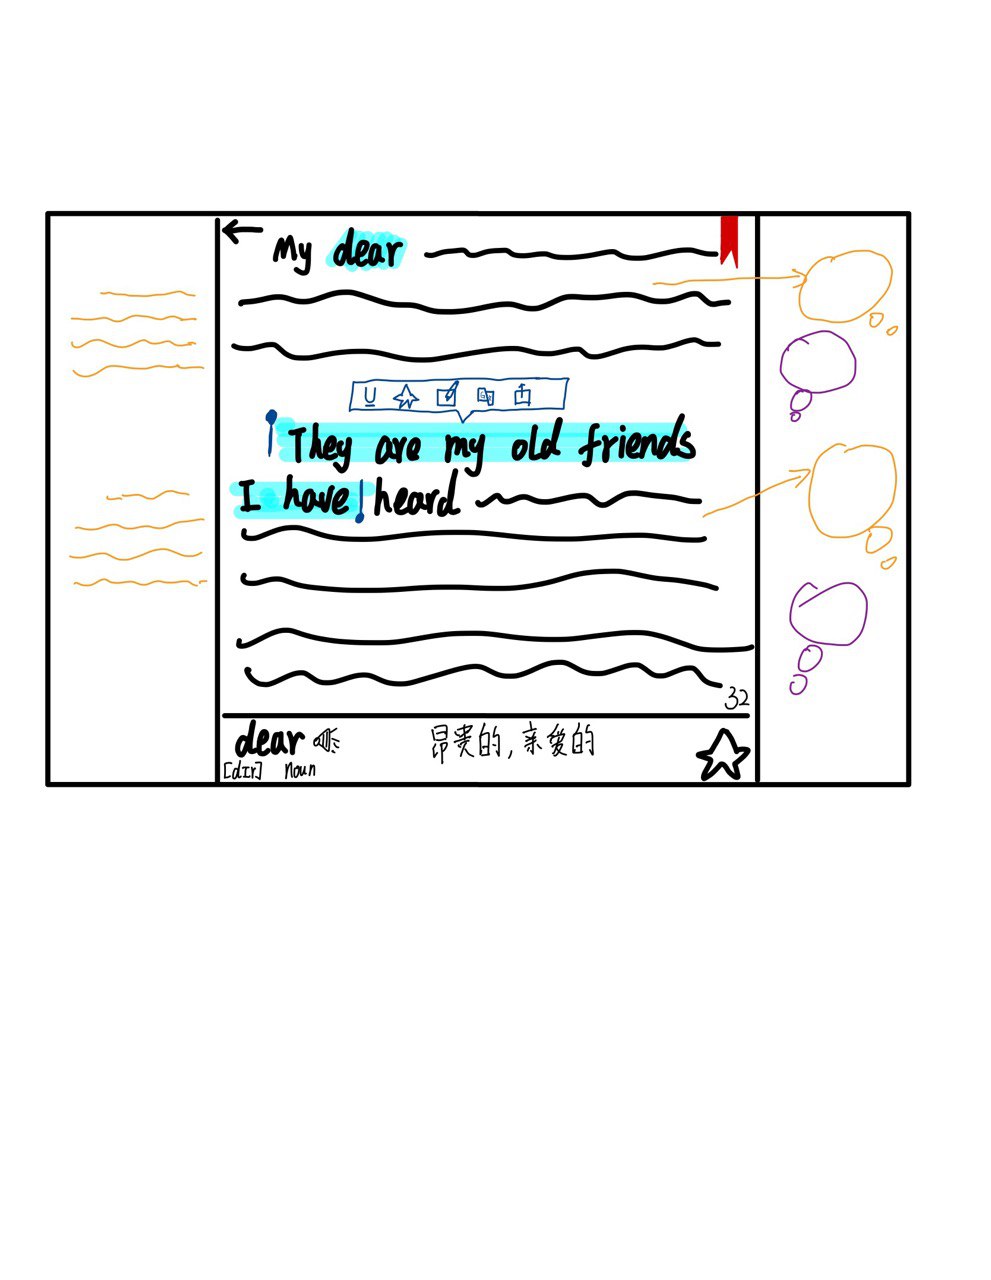 My dear
U
They are my old friends
I have heard
32
dear 昂贵的,亲爱的
[dɪr] Noun